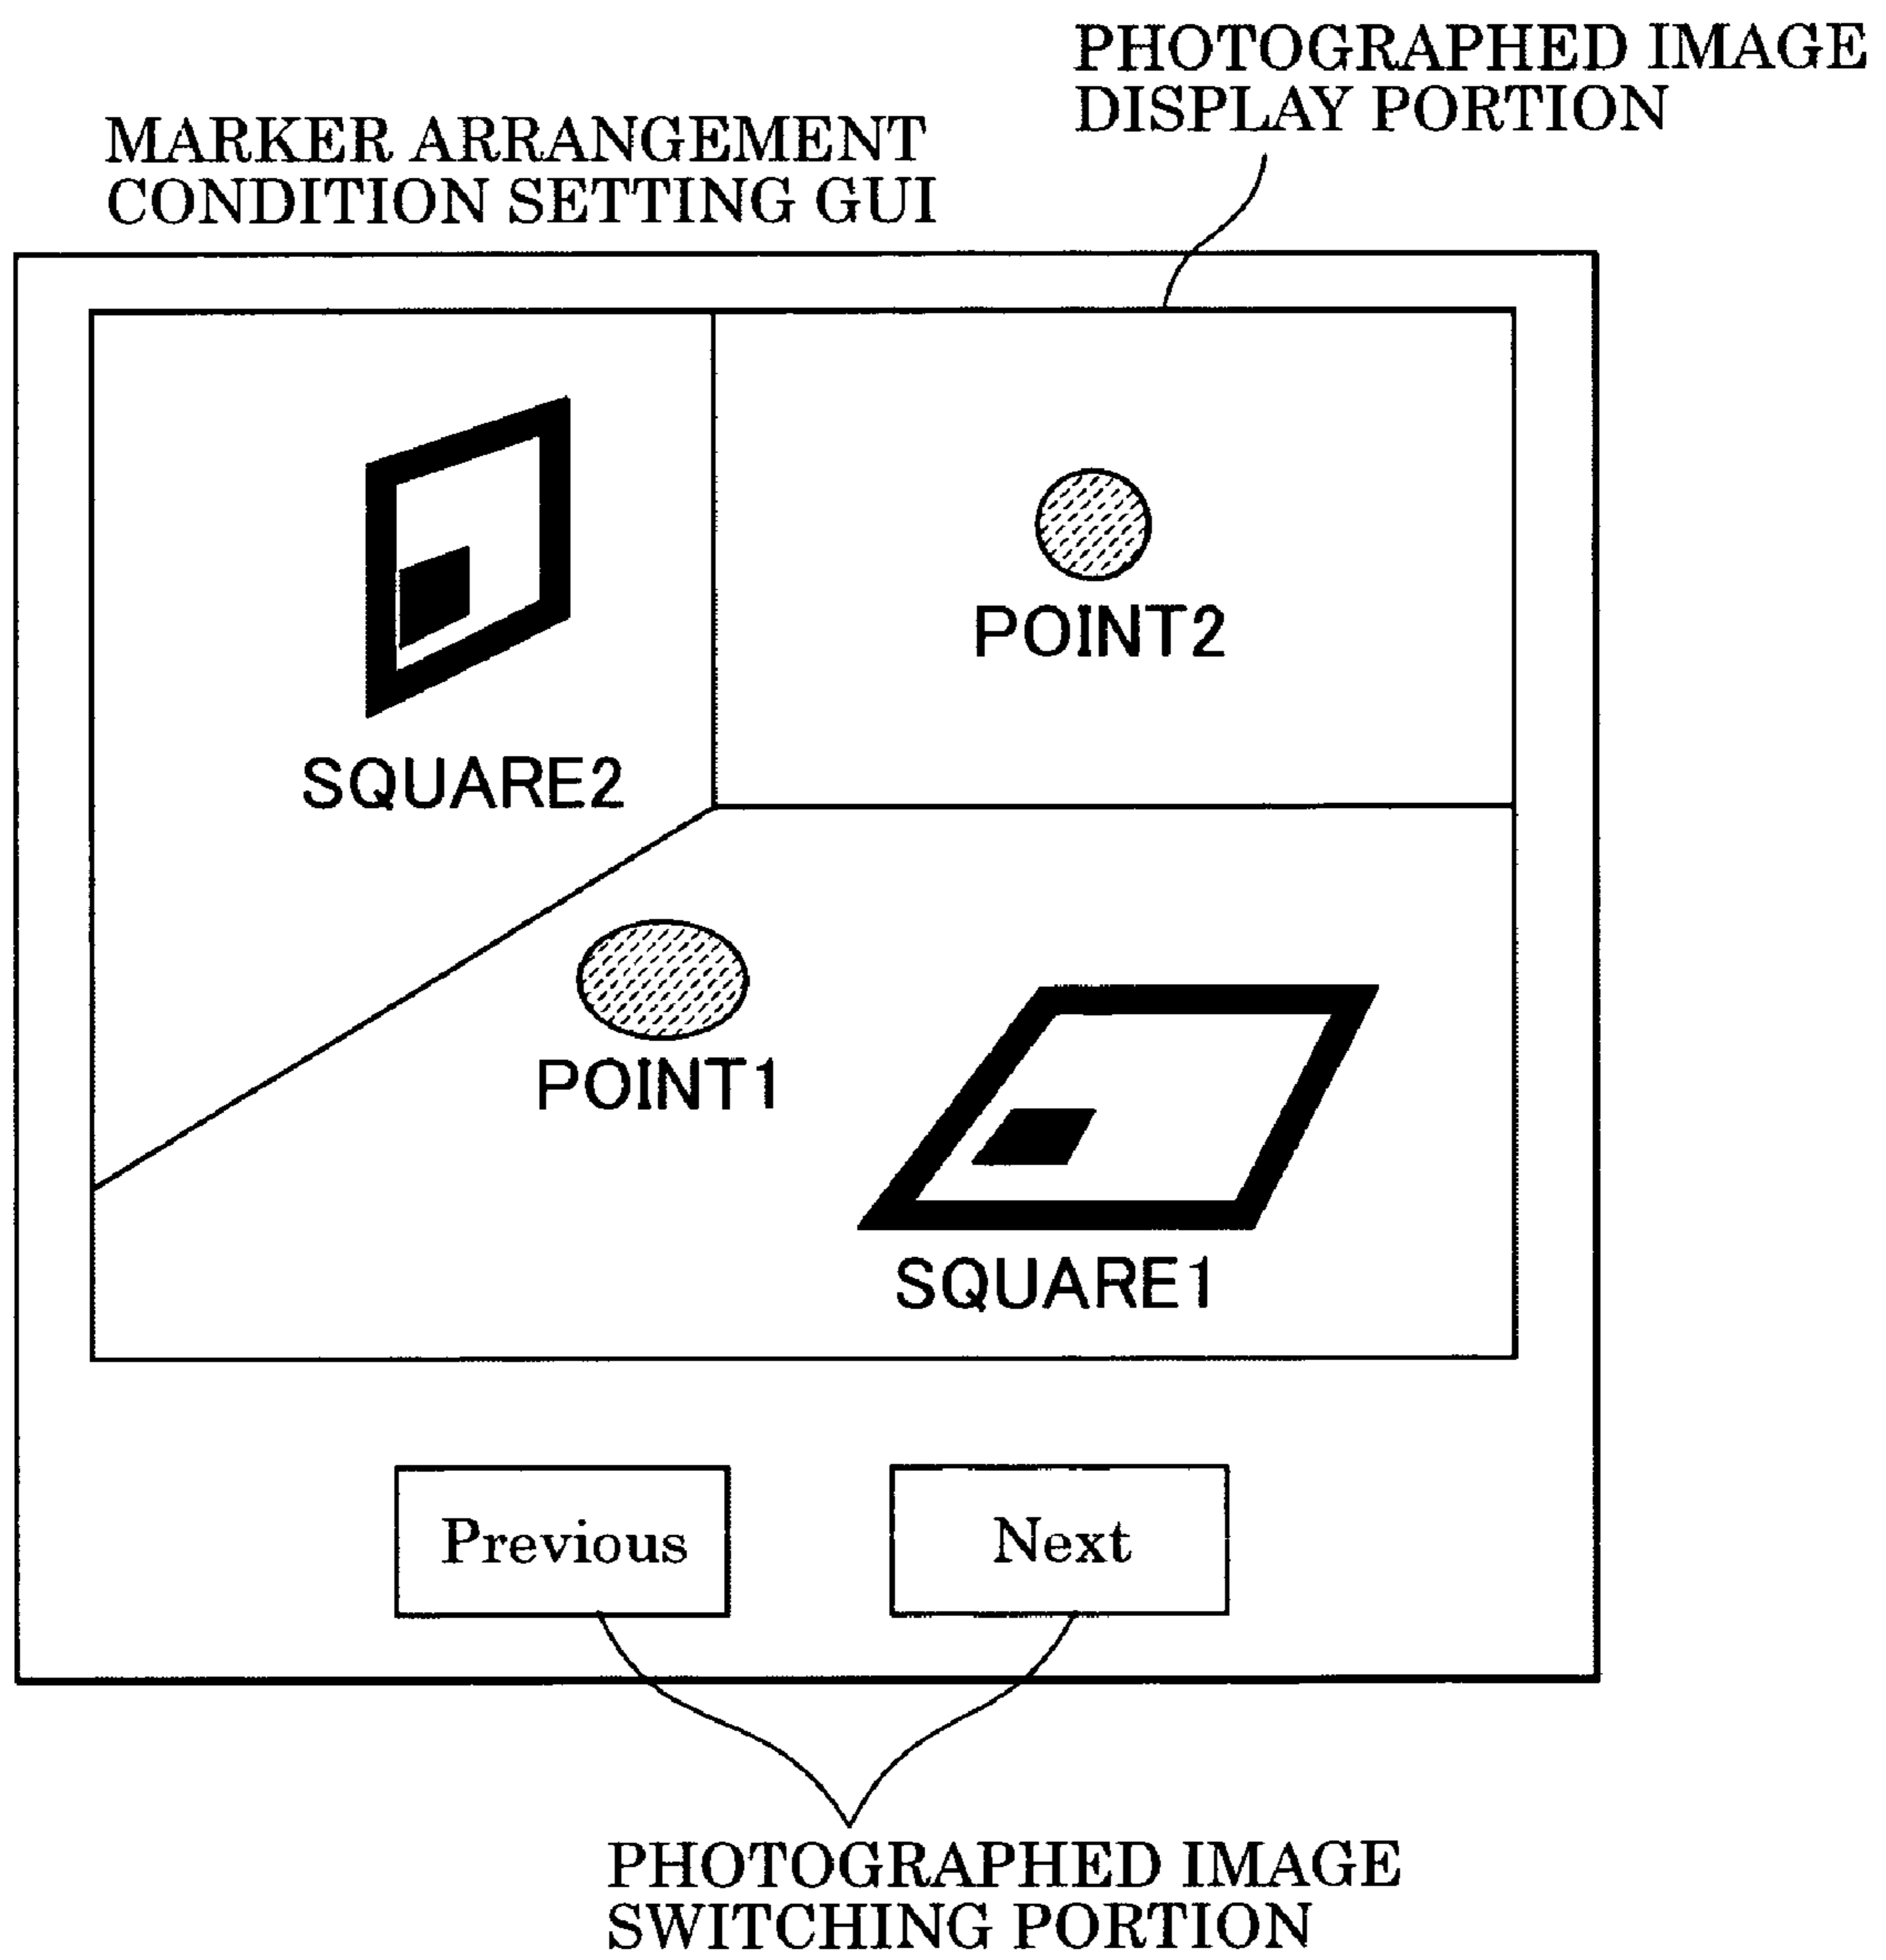 PHOTOGRAPHED IMAGE
DISPLAY PORTION
MARKER ARRANGEMENT
CONDITION SETTING GUI
POINT2
SQUARE2
POINT1
SQUARE1
Previous
Next
PHOTOGRAPHED IMAGE
SWITCHING PORTION